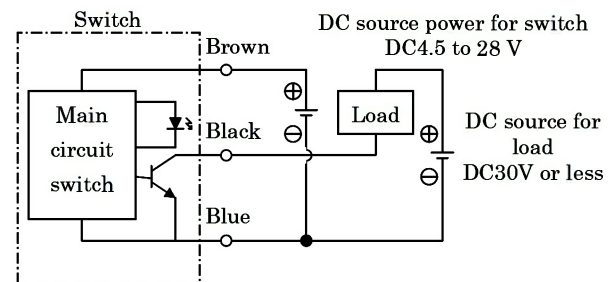 Switch
DC source power for switch
DC4.5 to 28 V
Brown
Main
circuit
switch
Load
Black
DC source for
load
DC30V or less
Blue